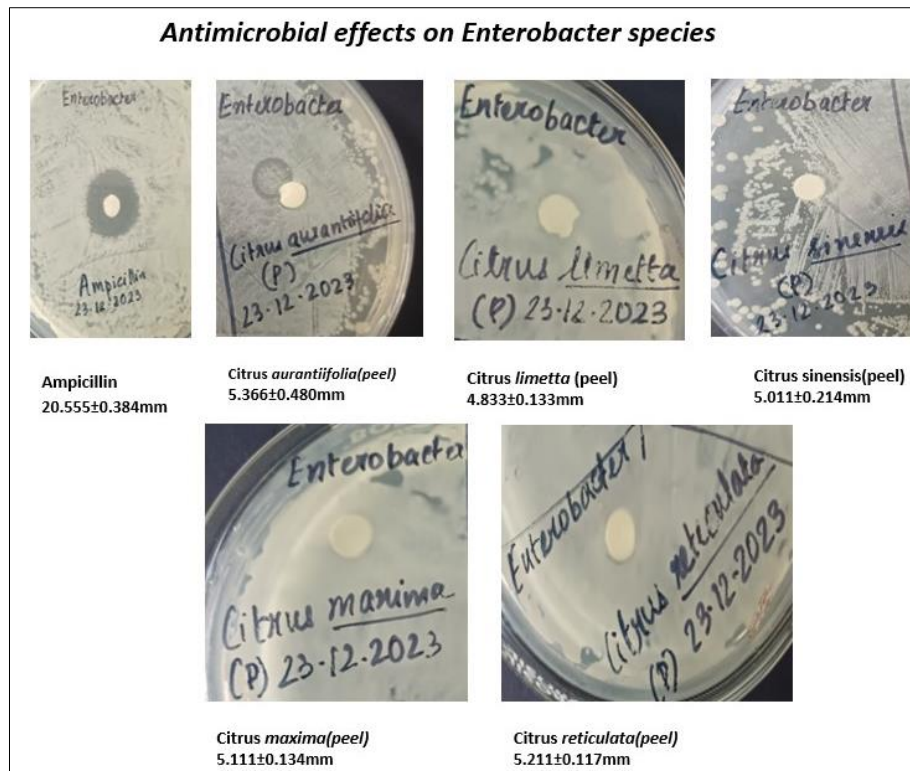 Antimicrobial effects on Enterobacter species
Enterobacter
Ampicillin
23.12.2023
Enterobacter
Citrus aurantifolia
(P)
23.12.2023
Enterobacter
Citrus limetta
(P) 23.12.2023
Enterobacter
Citrus sinensis
(P)
23.12.2023
Ampicillin
20.555±0.384mm
Citrus aurantiifolia(peel)
5.366±0.480mm
Citrus limetta (peel)
4.833±0.133mm
Citrus sinensis(peel)
5.011±0.214mm
Enterobacter
Citrus maxima
(P) 23.12.2023
Enterobacter
Citrus reticulata
(P) 23.12.2023
Citrus maxima(peel)
5.111±0.134mm
Citrus reticulata(peel)
5.211±0.117mm